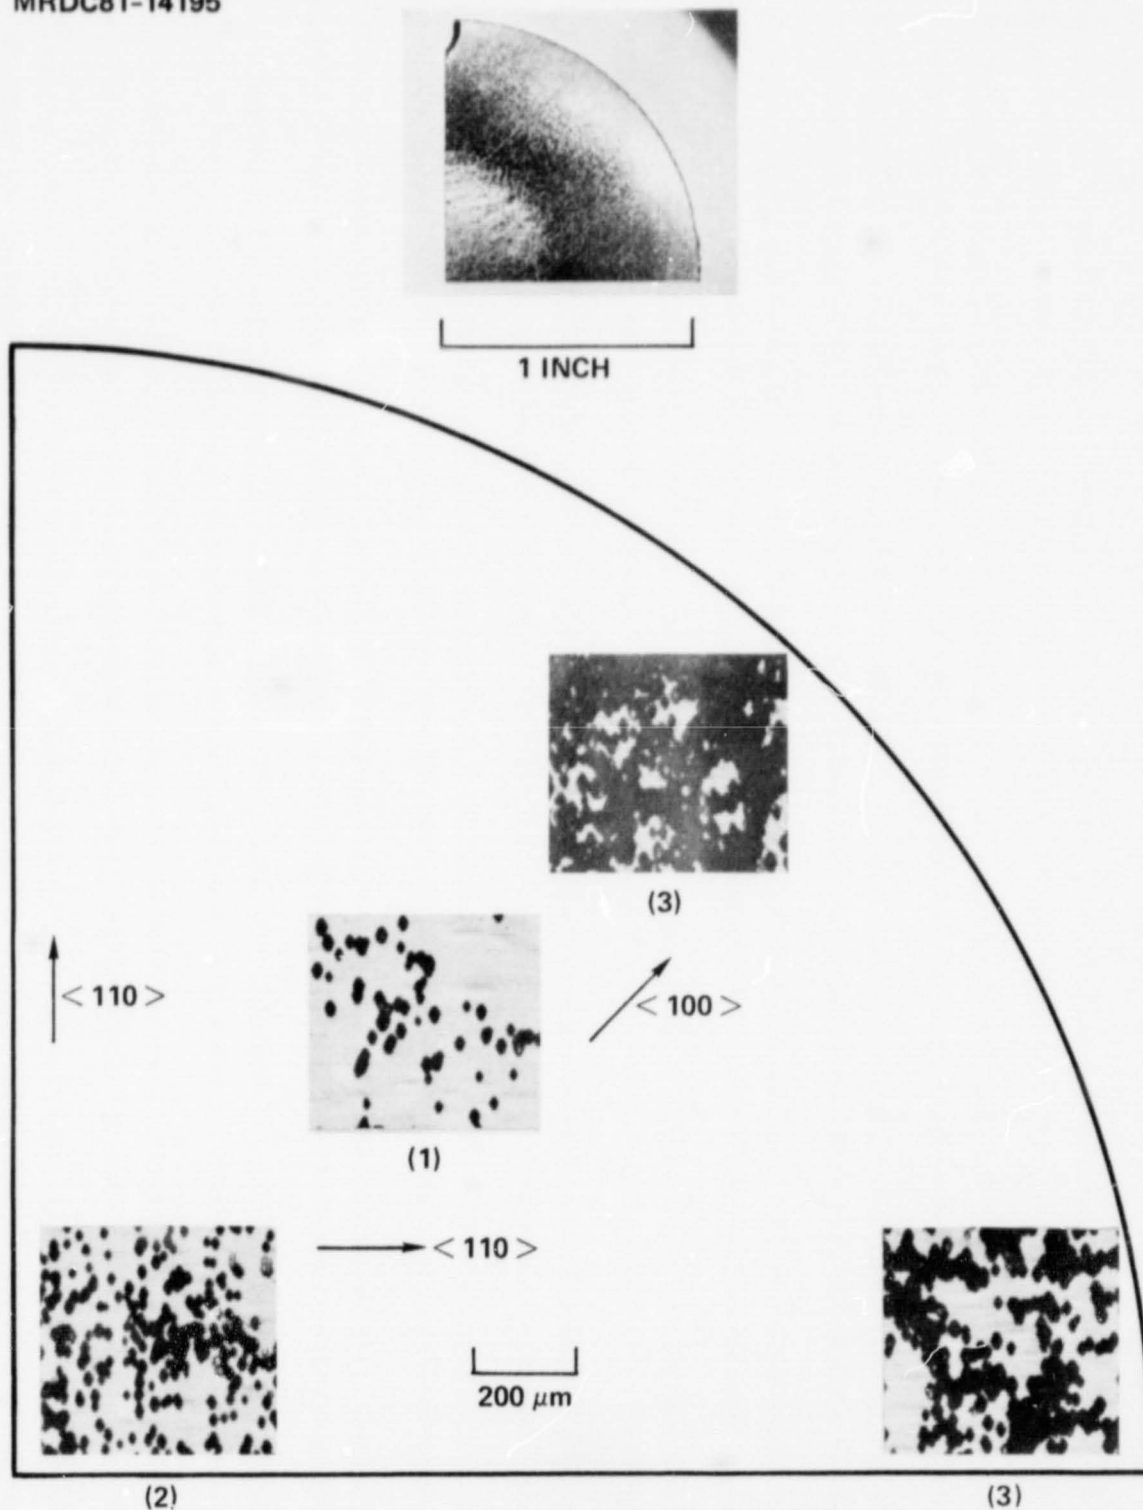 MRDC81-14195
1 INCH
(3)
< 110 >
< 100 >
(1)
< 110 >
200 μm
(2)
(3)